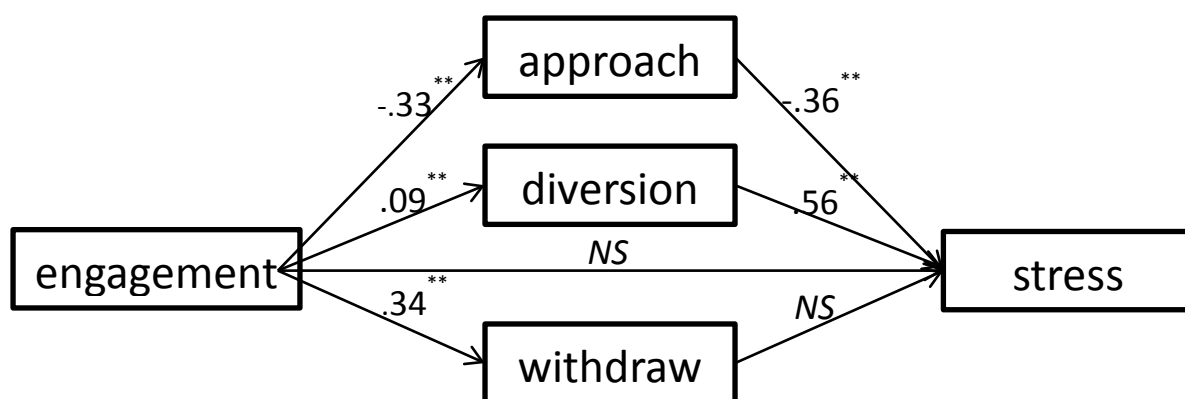 approach
-.33**
-.36**
diversion
.09**
.56**
engagement
NS
stress
.34**
NS
withdraw